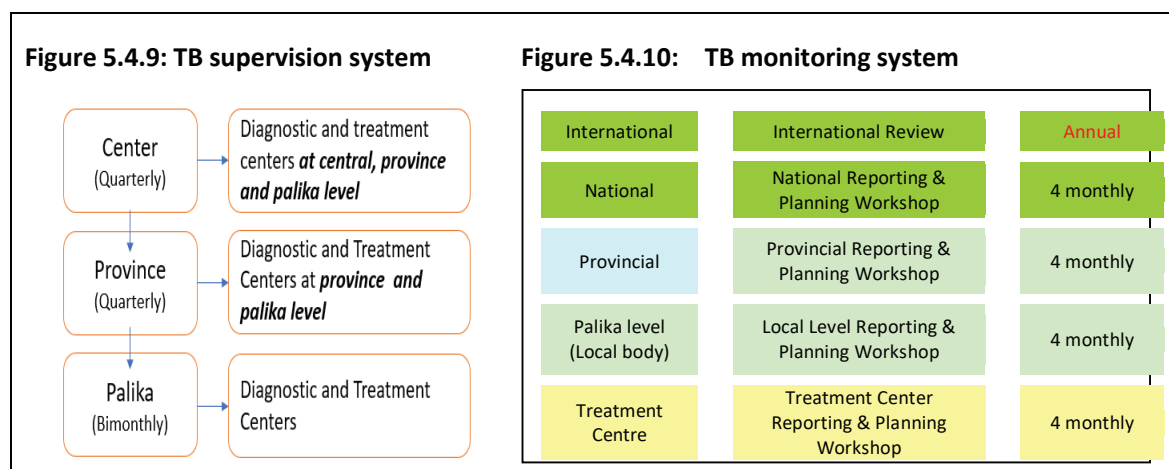 Figure 5.4.9: TB supervision system
Center
(Quarterly)
Diagnostic and treatment
centers at central, province
and palika level
Province
(Quarterly)
Diagnostic and Treatment
Centers at province and
palika level
Palika
(Bimonthly)
Diagnostic and Treatment
Centers
Figure 5.4.10: TB monitoring system
International
International Review
Annual
National
National Reporting &
Planning Workshop
4 monthly
Provincial
Provincial Reporting &
Planning Workshop
4 monthly
Palika level
(Local body)
Local Level Reporting &
Planning Workshop
4 monthly
Treatment
Centre
Treatment Center
Reporting & Planning
Workshop
4 monthly